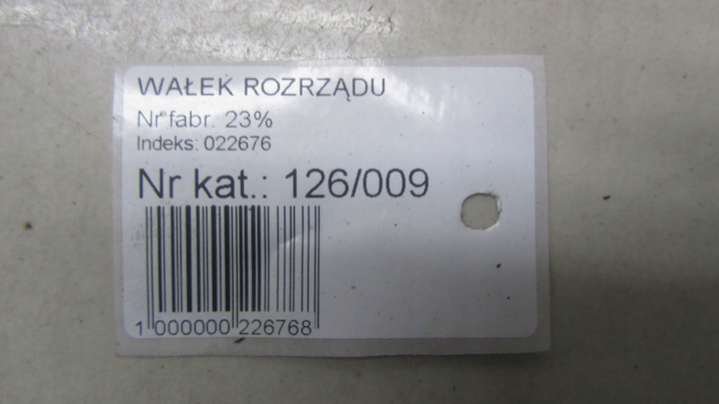 WAŁEK ROZRZĄDU
Nr fabr. 23%
Indeks: 022676
Nr kat.: 126/009
1 000000 226768